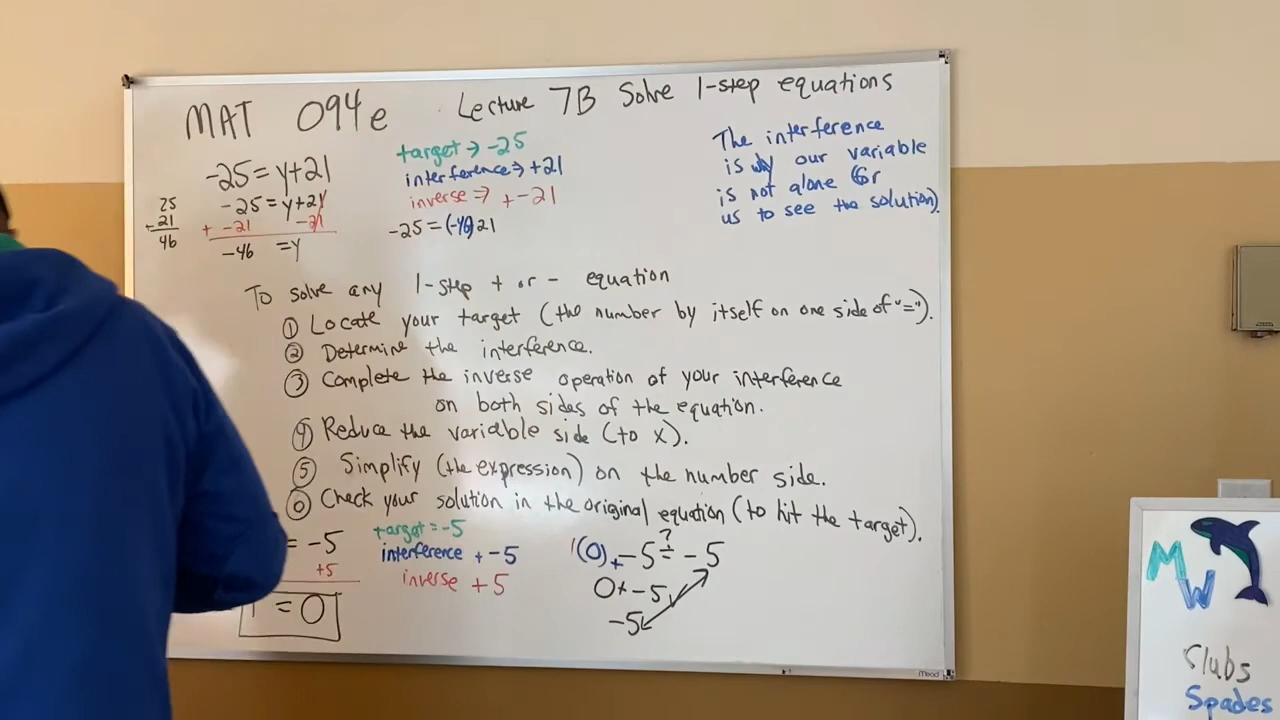 MAT 094e Lecture 7B Solve 1-step equations
-25 = y+21
-25 = y+21
+ -21 -21
-46 = y
25
+21
46
target → -25
interference → +21
inverse → + -21
-25 = (-46)21
The interference
is why our variable
is not alone (for
us to see the solution).
To solve any 1-step + or - equation
① Locate your target (the number by itself on one side of "=").
② Determine the interference.
③ Complete the inverse operation of your interference
on both sides of the equation.
④ Reduce the variable side (to x).
⑤ Simplify (the expression) on the number side.
⑥ Check your solution in the original equation (to hit the target).
= -5
+5
= 0
target = -5
interference + -5
inverse + 5
1(0) + -5 ≟ -5
0 + -5
-5
Mead
MW
Clubs
Spades